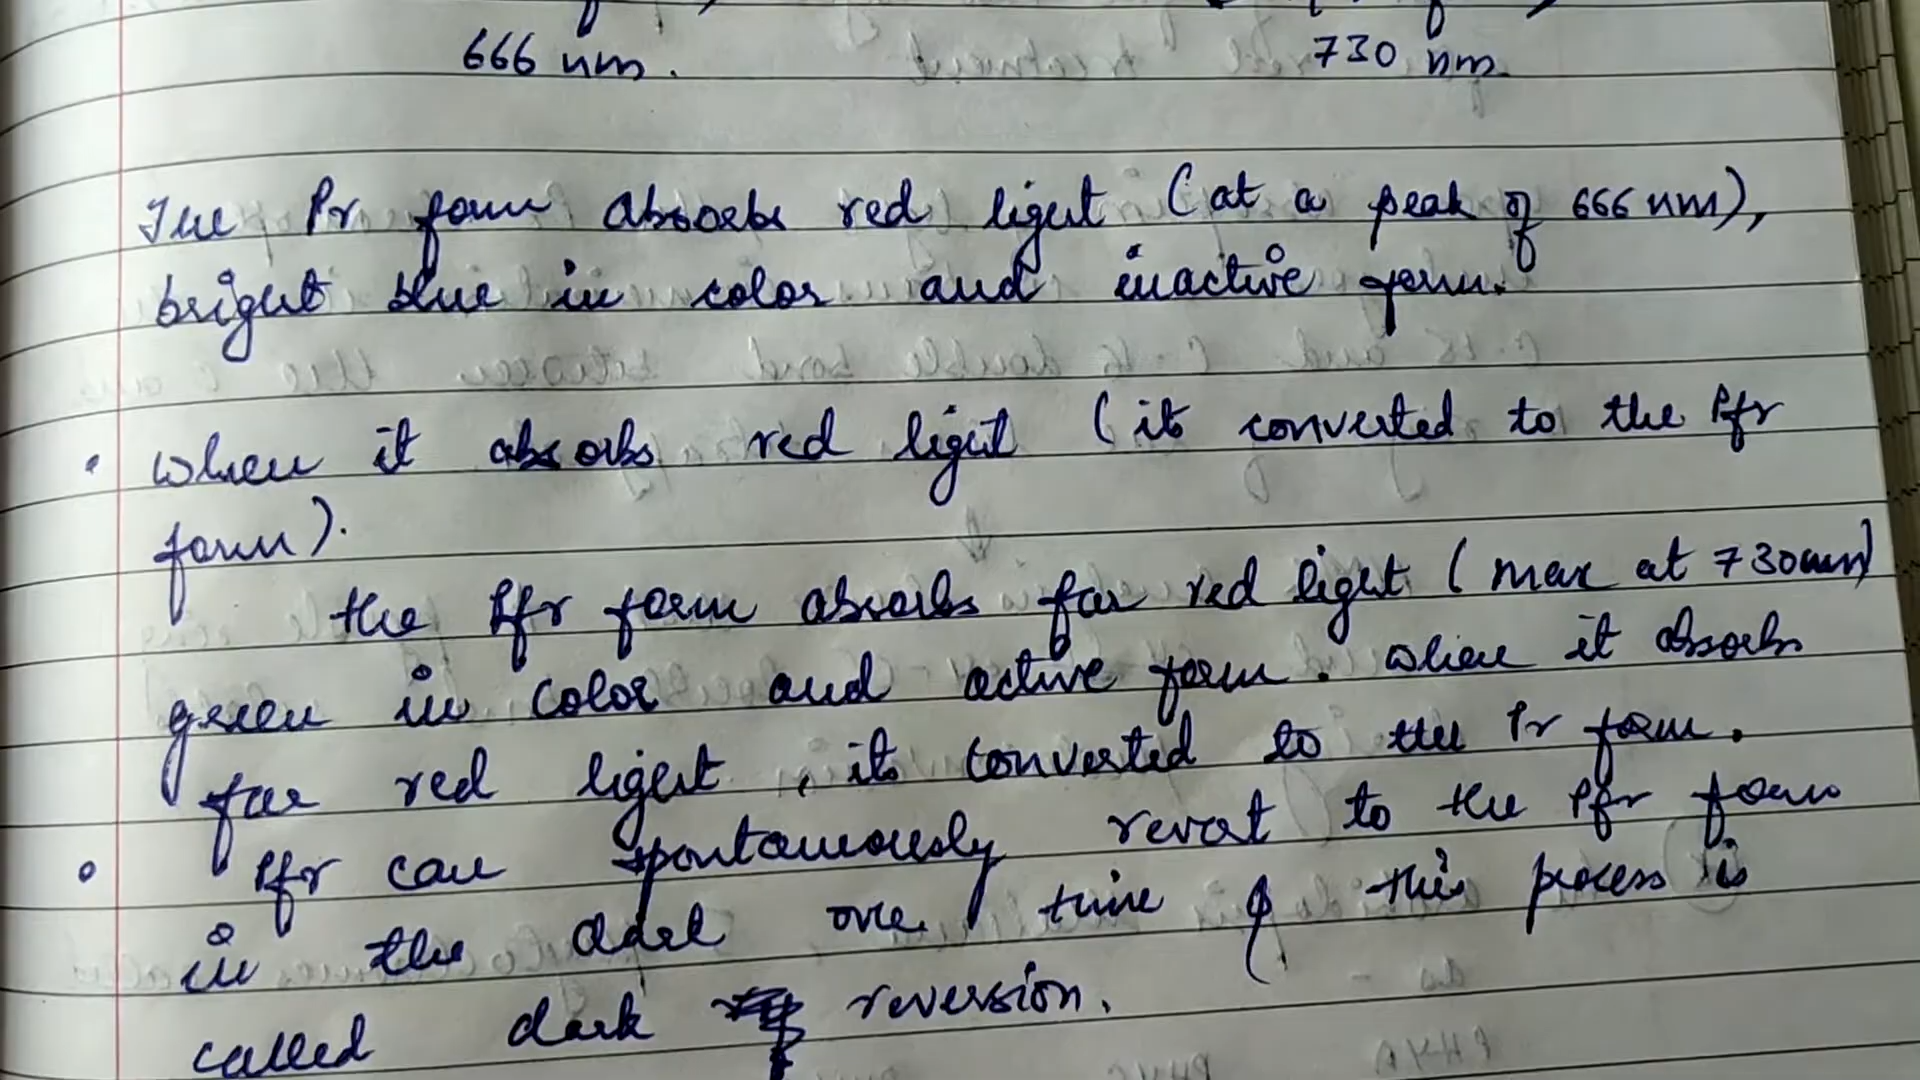 666 nm.
730 nm.
The Pr form absorbs red light (at a peak of 666 nm),
bright blue in color and inactive form.
• when it absorbs red light (its converted to the Pfr
form).
the Pfr form absorbs far red light (max at 730nm)
green in color and active form. when it absorbs
far red light, its converted to the Pr form.
• Pfr can spontaneously revert to the Pfr form
in the dark over time & this process is
called dark reversion.